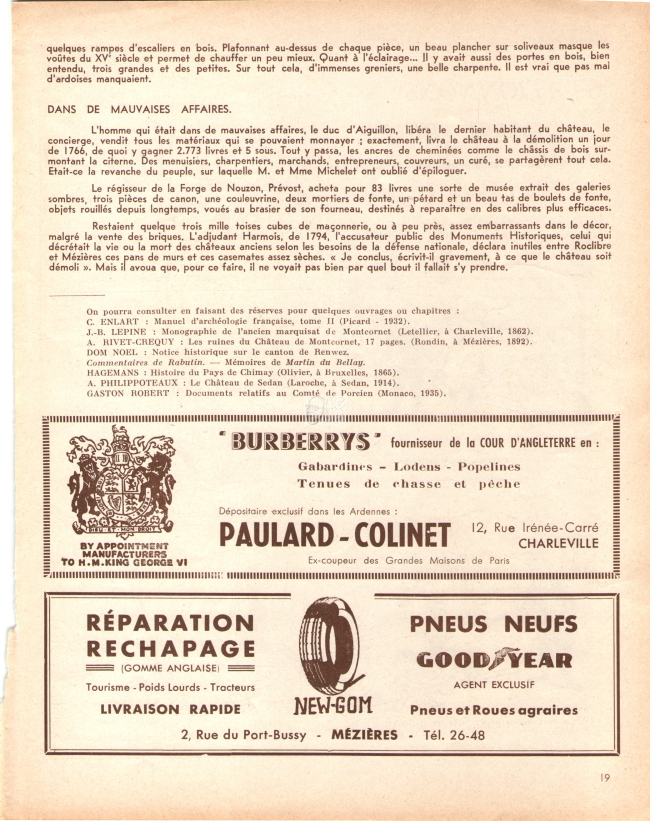 quelques rampes d'escaliers en bois. Plafonnant au-dessus de chaque pièce, un beau plancher sur soliveaux masque les
voûtes du XVe siècle et permet de chauffer un peu mieux. Quant à l'éclairage... Il y avait aussi des portes en bois, bien
entendu, trois grandes et des petites. Sur tout cela, d'immenses greniers, une belle charpente. Il est vrai que pas mal
d'ardoises manquaient.
DANS DE MAUVAISES AFFAIRES.
L'homme qui était dans de mauvaises affaires, le duc d'Aiguillon, libéra le dernier habitant du château, le
concierge, vendit tous les matériaux qui se pouvaient monnayer ; exactement, livra le château à la démolition un jour
de 1766, de quoi y gagner 2.773 livres et 5 sous. Tout y passa, les ancres de cheminées comme le châssis de bois sur-
montant la citerne. Des menuisiers, charpentiers, marchands, entrepreneurs, couvreurs, un curé, se partagèrent tout cela.
Etait-ce la revanche du peuple, sur laquelle M. et Mme Michelet ont oublié d'épiloguer.
Le régisseur de la Forge de Nouzon, Prévost, acheta pour 83 livres une sorte de musée extrait des galeries
sombres, trois pièces de canon, une couleuvrine, deux mortiers de fonte, un pétard et un beau tas de boulets de fonte,
objets rouillés depuis longtemps, voués au brasier de son fourneau, destinés à reparaître en des calibres plus efficaces.
Restaient quelque trois mille toises cubes de maçonnerie, ou à peu près, assez embarrassants dans le décor,
malgré la vente des briques. L'adjudant Harmois, de 1794, l'accusateur public des Monuments Historiques, celui qui
décrétait la vie ou la mort des châteaux anciens selon les besoins de la défense nationale, déclara inutiles entre Roclibre
et Mézières ces pans de murs et ces casemates assez sèches. « Je conclus, écrivit-il gravement, à ce que le château soit
démoli ». Mais il avoua que, pour ce faire, il ne voyait pas bien par quel bout il fallait s'y prendre.
On pourra consulter en faisant des réserves pour quelques ouvrages ou chapitres :
C. ENLART : Manuel d'archéologie française, tome II (Picard - 1932).
J.-B. LEPINE : Monographie de l'ancien marquisat de Montcornet (Letellier, à Charleville, 1862).
A. RIVET-CREQUY : Les ruines du Château de Montcornet, 17 pages. (Rondin, à Mézières, 1892).
DOM NOEL : Notice historique sur le canton de Renwez.
Commentaires de Rabutin. — Mémoires de Martin du Bellay.
HAGEMANS : Histoire du Pays de Chimay (Olivier, à Bruxelles, 1865).
A. PHILIPPOTEAUX : Le Château de Sedan (Laroche, à Sedan, 1914).
GASTON ROBERT : Documents relatifs au Comté de Porcien (Monaco, 1935).
"BURBERRYS" fournisseur de la COUR D'ANGLETERRE en :
Gabardines - Lodens - Popelines
Tenues de chasse et pêche
DIEU ET MON DROIT
BY APPOINTMENT
MANUFACTURERS
TO H.M. KING GEORGE VI
Dépositaire exclusif dans les Ardennes :
PAULARD - COLINET 12, Rue Irénée-Carré
CHARLEVILLE
Ex-coupeur des Grandes Maisons de Paris
RÉPARATION
RECHAPAGE
(GOMME ANGLAISE)
Tourisme - Poids Lourds - Tracteurs
LIVRAISON RAPIDE
NEW-GOM
PNEUS NEUFS
GOODYEAR
AGENT EXCLUSIF
Pneus et Roues agraires
2, Rue du Port-Bussy - MÉZIÈRES - Tél. 26-48
19